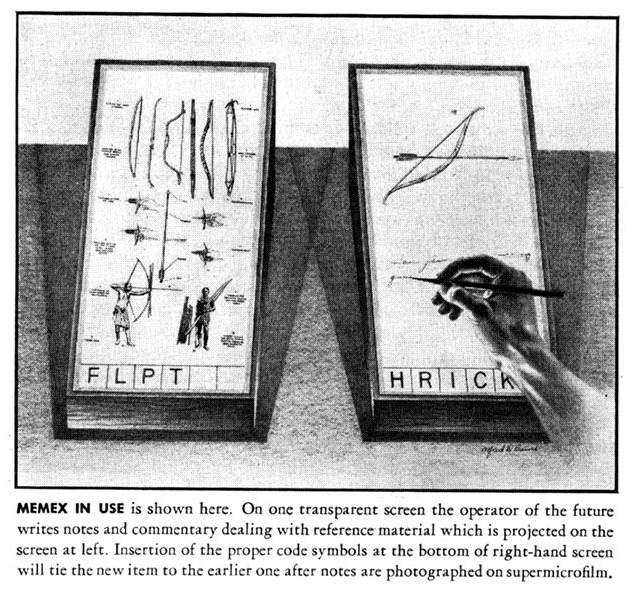 F L P T
H R I C K
MEMEX IN USE is shown here. On one transparent screen the operator of the future
writes notes and commentary dealing with reference material which is projected on the
screen at left. Insertion of the proper code symbols at the bottom of right-hand screen
will tie the new item to the earlier one after notes are photographed on supermicrofilm.